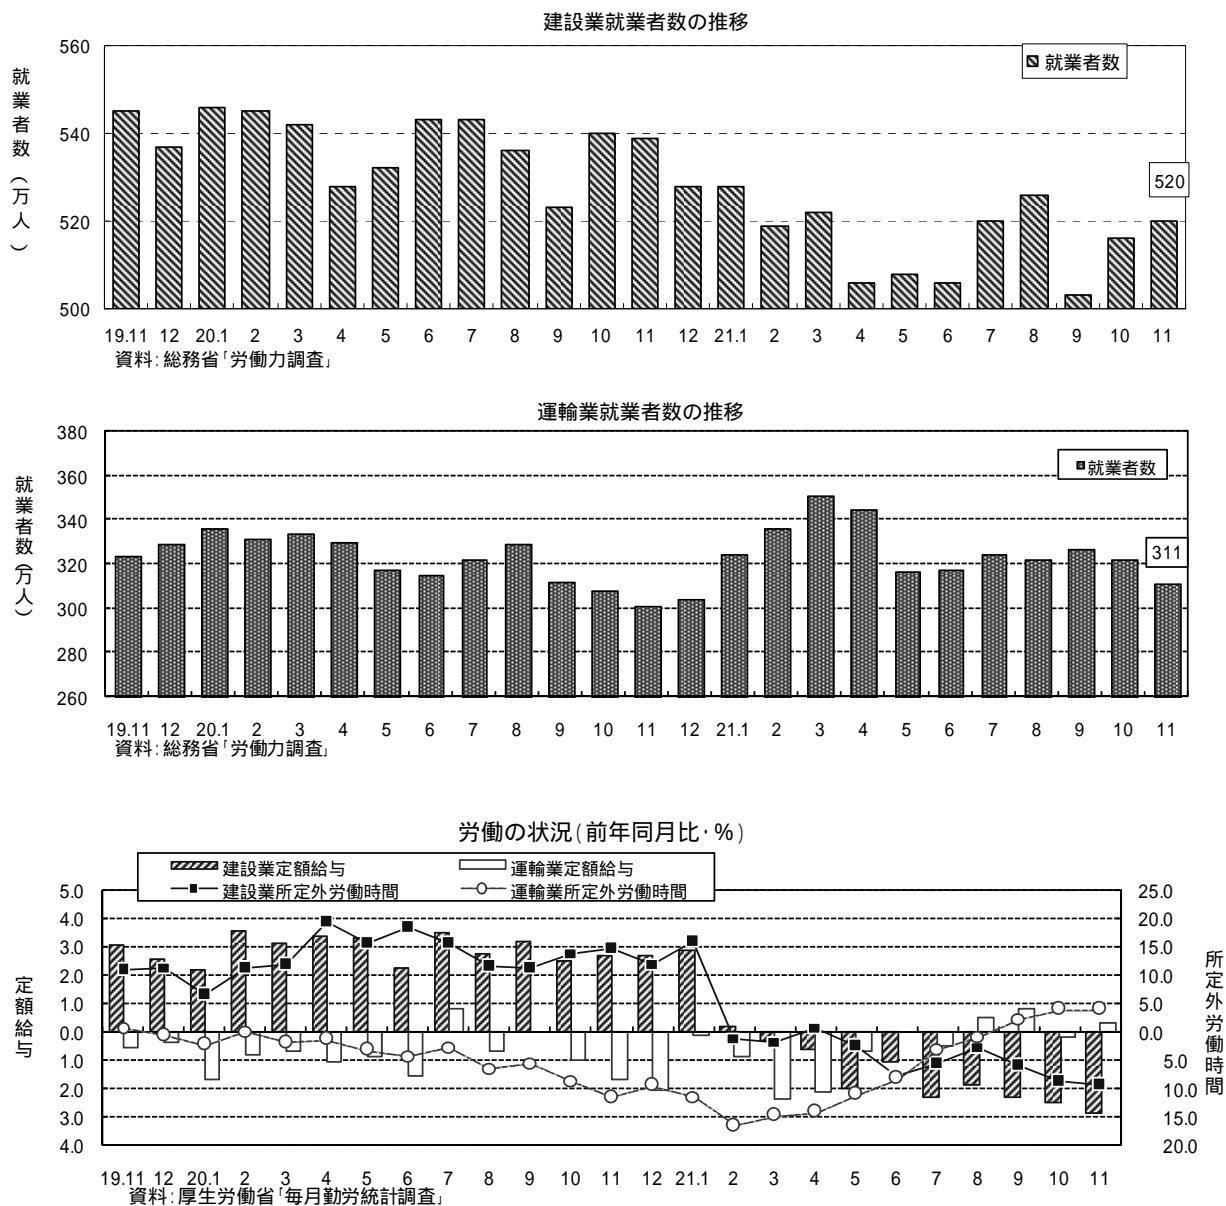 建設業就業者数の推移
就業者数（万人）
就業者数
560
540
520
500
520
19.11 12 20.1 2 3 4 5 6 7 8 9 10 11 12 21.1 2 3 4 5 6 7 8 9 10 11
資料：総務省「労働力調査」
運輸業就業者数の推移
就業者数（万人）
就業者数
380
360
340
320
300
280
260
311
19.11 12 20.1 2 3 4 5 6 7 8 9 10 11 12 21.1 2 3 4 5 6 7 8 9 10 11
資料：総務省「労働力調査」
労働の状況（前年同月比・％）
建設業定額給与 運輸業定額給与
建設業所定外労働時間 運輸業所定外労働時間
定額給与
5.0
4.0
3.0
2.0
1.0
0.0
1.0
2.0
3.0
4.0
25.0
20.0
15.0
10.0
5.0
0.0
5.0
10.0
15.0
20.0
所定外労働時間
19.11 12 20.1 2 3 4 5 6 7 8 9 10 11 12 21.1 2 3 4 5 6 7 8 9 10 11
資料：厚生労働省「毎月勤労統計調査」